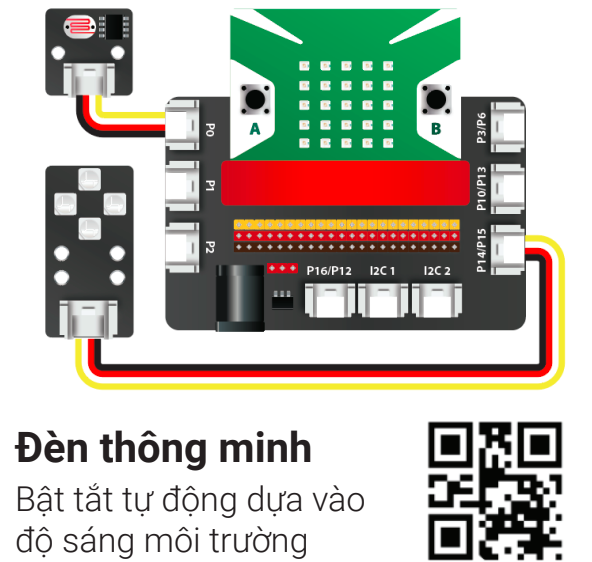 A
B
P0
P1
P2
P3/P6
P10/P13
P14/P15
P16/P12 I2C 1 I2C 2
Đèn thông minh
Bật tắt tự động dựa vào
độ sáng môi trường